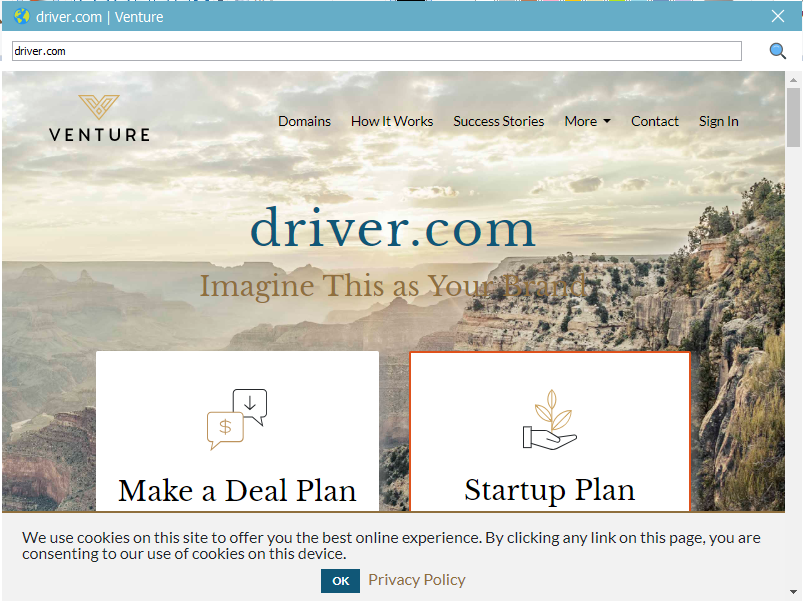 driver.com | Venture
driver.com
VENTURE
Domains How It Works Success Stories More Contact Sign In
driver.com
Imagine This as Your Brand
$
Make a Deal Plan
Startup Plan
We use cookies on this site to offer you the best online experience. By clicking any link on this page, you are
consenting to our use of cookies on this device.
OK Privacy Policy